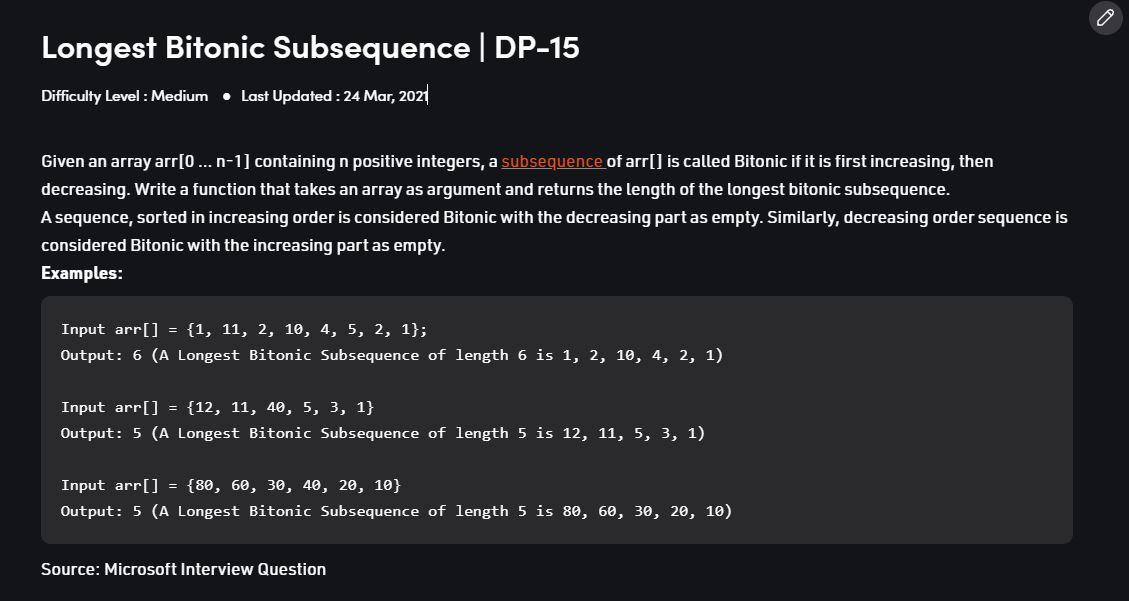 Longest Bitonic Subsequence | DP-15
Difficulty Level : Medium ● Last Updated : 24 Mar, 2021
Given an array arr[0 ... n-1] containing n positive integers, a subsequence of arr[] is called Bitonic if it is first increasing, then
decreasing. Write a function that takes an array as argument and returns the length of the longest bitonic subsequence.
A sequence, sorted in increasing order is considered Bitonic with the decreasing part as empty. Similarly, decreasing order sequence is
considered Bitonic with the increasing part as empty.
Examples:
Input arr[] = {1, 11, 2, 10, 4, 5, 2, 1};
Output: 6 (A Longest Bitonic Subsequence of length 6 is 1, 2, 10, 4, 2, 1)
Input arr[] = {12, 11, 40, 5, 3, 1}
Output: 5 (A Longest Bitonic Subsequence of length 5 is 12, 11, 5, 3, 1)
Input arr[] = {80, 60, 30, 40, 20, 10}
Output: 5 (A Longest Bitonic Subsequence of length 5 is 80, 60, 30, 20, 10)
Source: Microsoft Interview Question